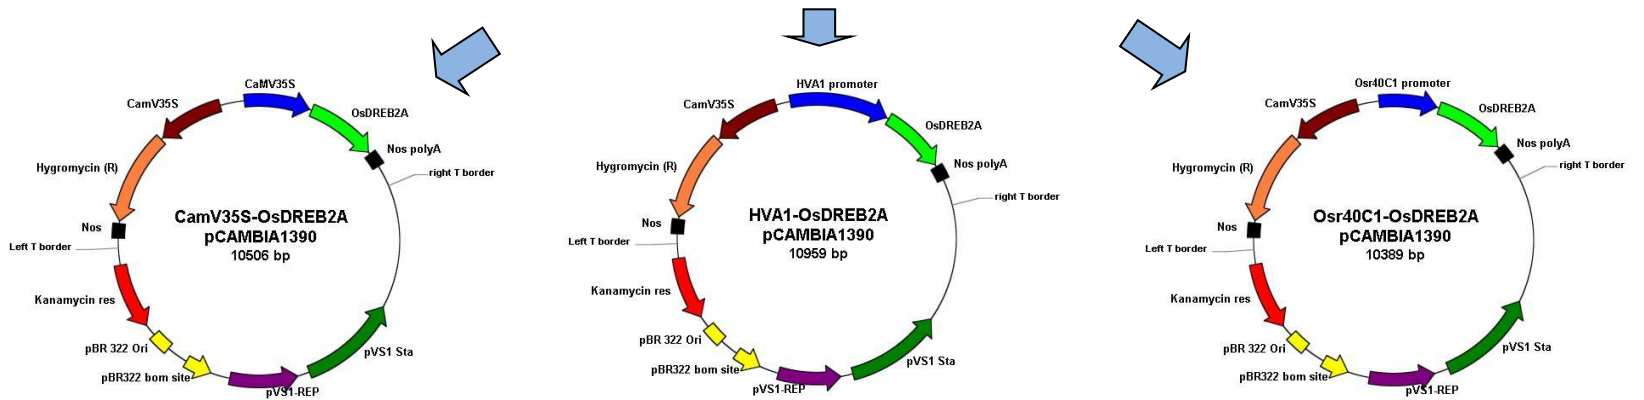 CaMV35S
CamV35S
OsDREB2A
Nos polyA
Hygromycin (R)
right T border
CamV35S-OsDREB2A
pCAMBIA1390
10506 bp
Nos
Left T border
Kanamycin res
pBR 322 Ori
pVS1 Sta
pBR322 bom site
pVS1-REP
HVA1 promoter
CamV35S
OsDREB2A
Nos polyA
Hygromycin (R)
right T border
HVA1-OsDREB2A
pCAMBIA1390
10959 bp
Nos
Left T border
Kanamycin res
pBR 322 Ori
pVS1 Sta
pBR322 bom site
pVS1-REP
Osr40C1 promoter
CamV35S
OsDREB2A
Nos polyA
Hygromycin (R)
right T border
Osr40C1-OsDREB2A
pCAMBIA1390
10389 bp
Nos
Left T border
Kanamycin res
pBR 322 Ori
pVS1 Sta
pBR322 bom site
pVS1-REP